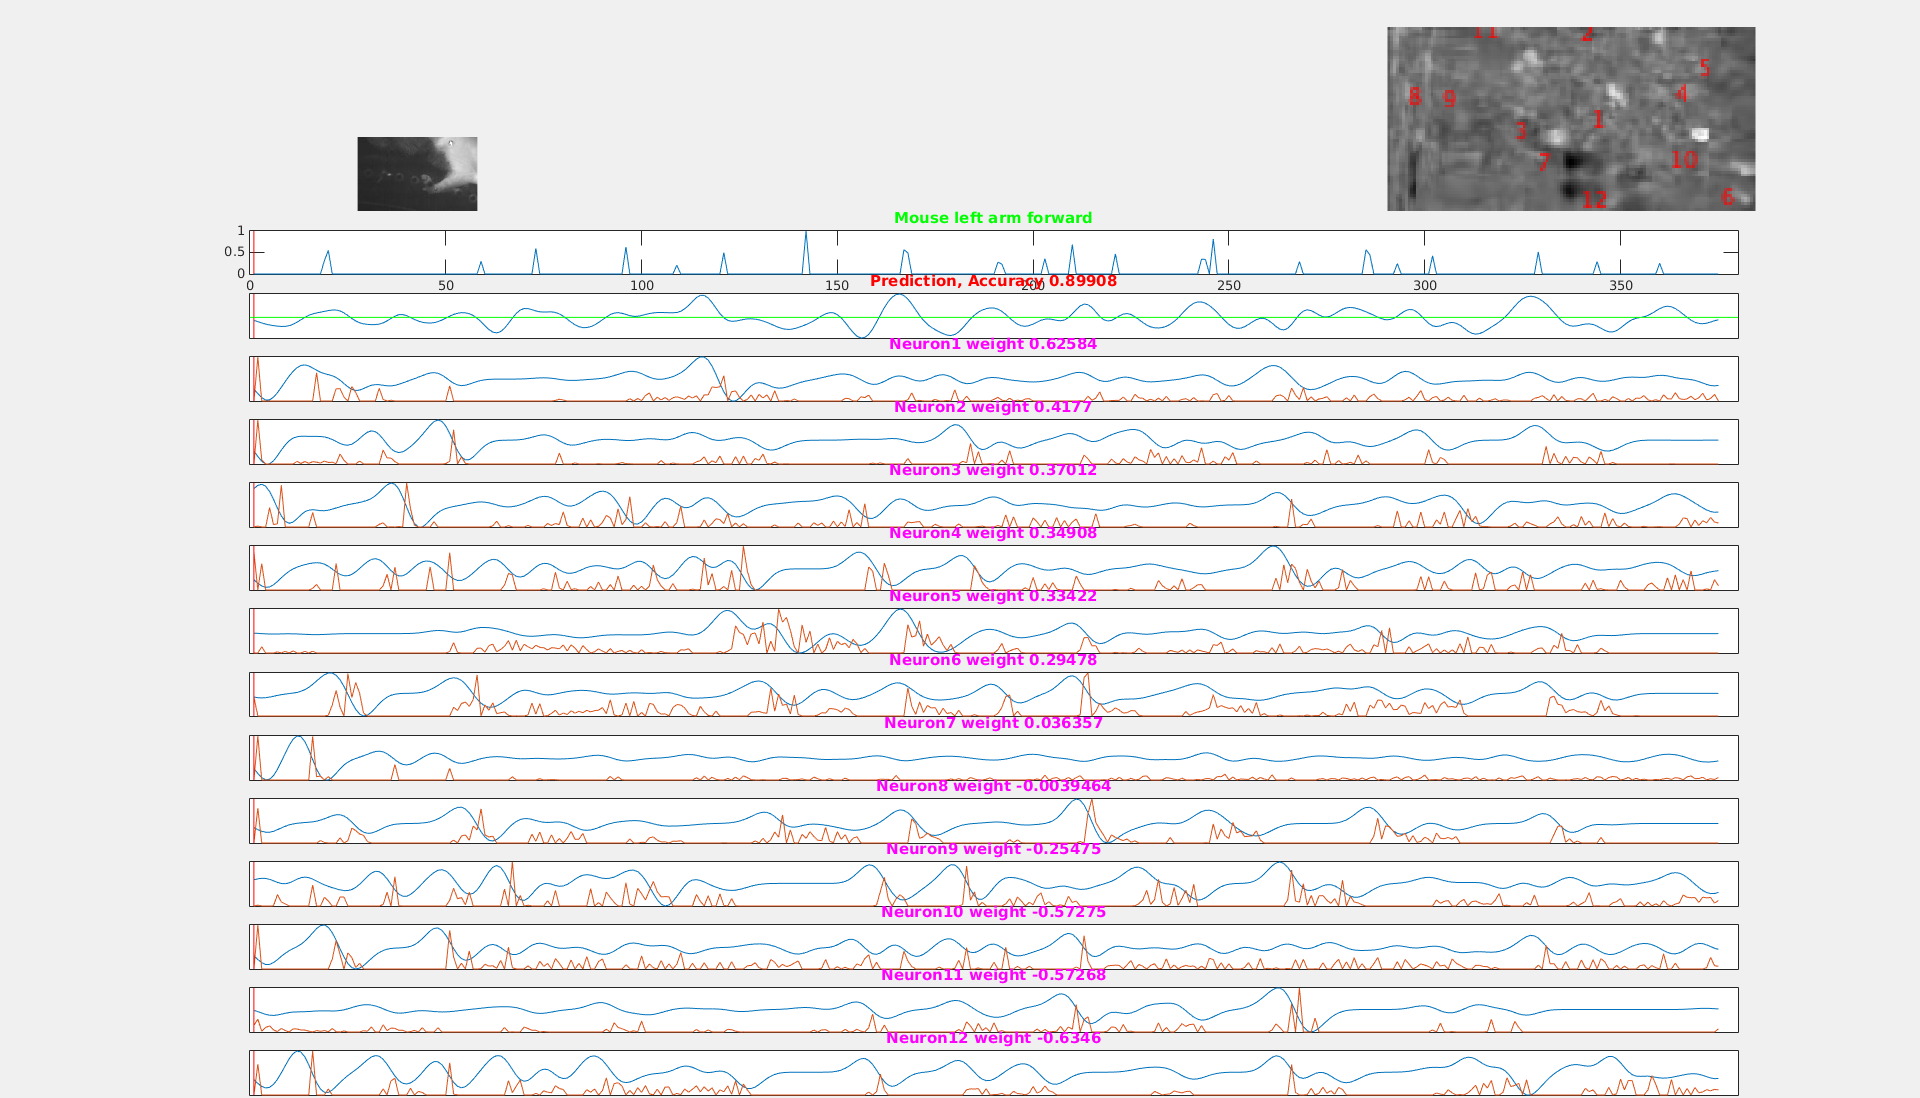 11 2
5
8 9 4
3 1
7 10
12 6
Mouse left arm forward
1
0.5
0
0 50 100 150 200 250 300 350
Prediction, Accuracy 0.89908
Neuron1 weight 0.62584
Neuron2 weight 0.4177
Neuron3 weight 0.37012
Neuron4 weight 0.34908
Neuron5 weight 0.33422
Neuron6 weight 0.29478
Neuron7 weight 0.036357
Neuron8 weight -0.0039464
Neuron9 weight -0.25475
Neuron10 weight -0.57275
Neuron11 weight -0.57268
Neuron12 weight -0.6346